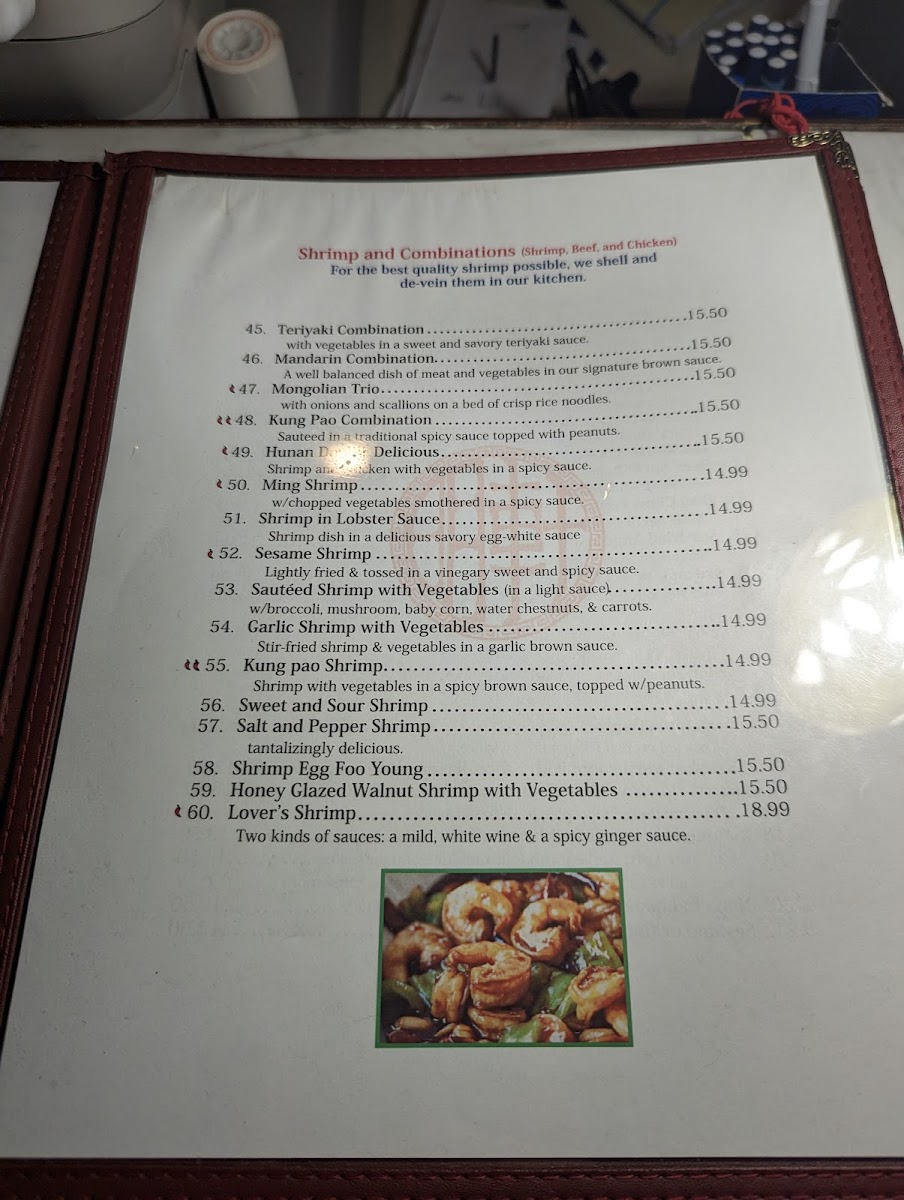 Shrimp and Combinations (Shrimp, Beef, and Chicken)
For the best quality shrimp possible, we shell and
de-vein them in our kitchen.
45. Teriyaki Combination 15.50
with vegetables in a sweet and savory teriyaki sauce.
46. Mandarin Combination 15.50
A well balanced dish of meat and vegetables in our signature brown sauce.
47. Mongolian Trio 15.50
with onions and scallions on a bed of crisp rice noodles.
48. Kung Pao Combination 15.50
Sauteed in a traditional spicy sauce topped with peanuts.
49. Hunan Delicious 15.50
Shrimp and chicken with vegetables in a spicy sauce.
50. Ming Shrimp 14.99
w/chopped vegetables smothered in a spicy sauce.
51. Shrimp in Lobster Sauce 14.99
Shrimp dish in a delicious savory egg-white sauce
52. Sesame Shrimp 14.99
Lightly fried & tossed in a vinegary sweet and spicy sauce.
53. Sautéed Shrimp with Vegetables (in a light sauce) 14.99
w/broccoli, mushroom, baby corn, water chestnuts, & carrots.
54. Garlic Shrimp with Vegetables 14.99
Stir-fried shrimp & vegetables in a garlic brown sauce.
55. Kung pao Shrimp 14.99
Shrimp with vegetables in a spicy brown sauce, topped w/peanuts.
56. Sweet and Sour Shrimp 14.99
57. Salt and Pepper Shrimp 15.50
tantalizingly delicious.
58. Shrimp Egg Foo Young 15.50
59. Honey Glazed Walnut Shrimp with Vegetables 15.50
60. Lover's Shrimp 18.99
Two kinds of sauces: a mild, white wine & a spicy ginger sauce.